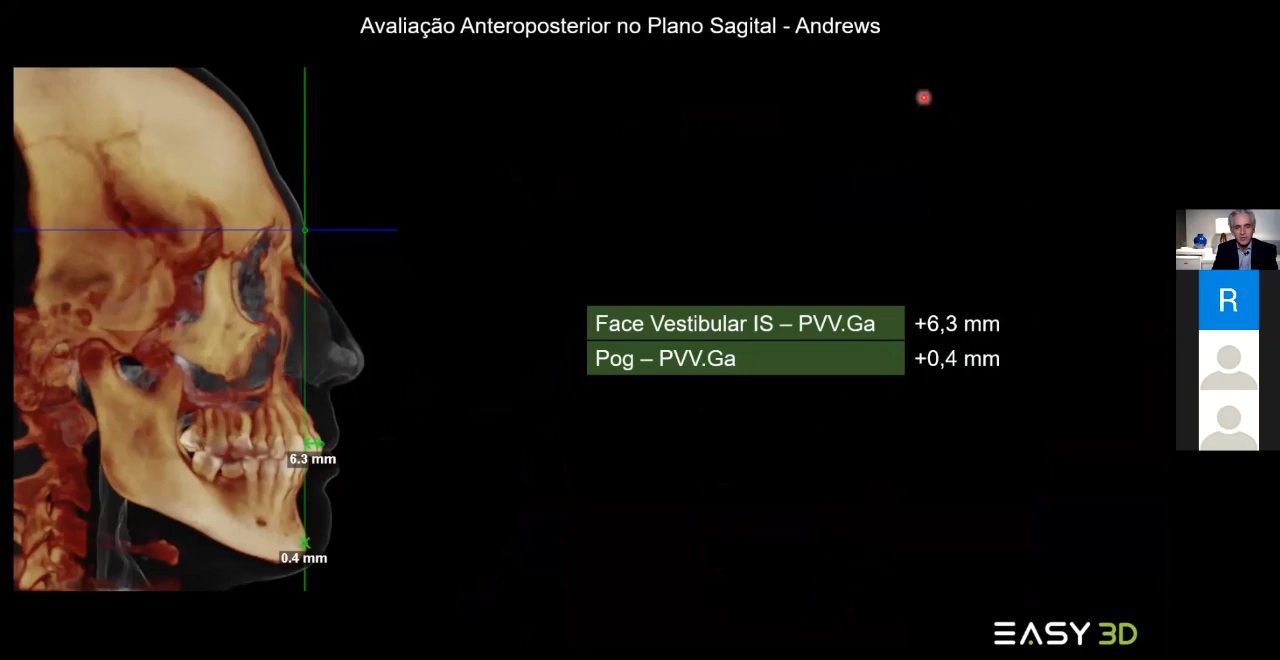 Avaliação Anteroposterior no Plano Sagital - Andrews
Face Vestibular IS – PVV.Ga +6,3 mm
Pog – PVV.Ga +0,4 mm
6.3 mm
0.4 mm
R
EASY 3D